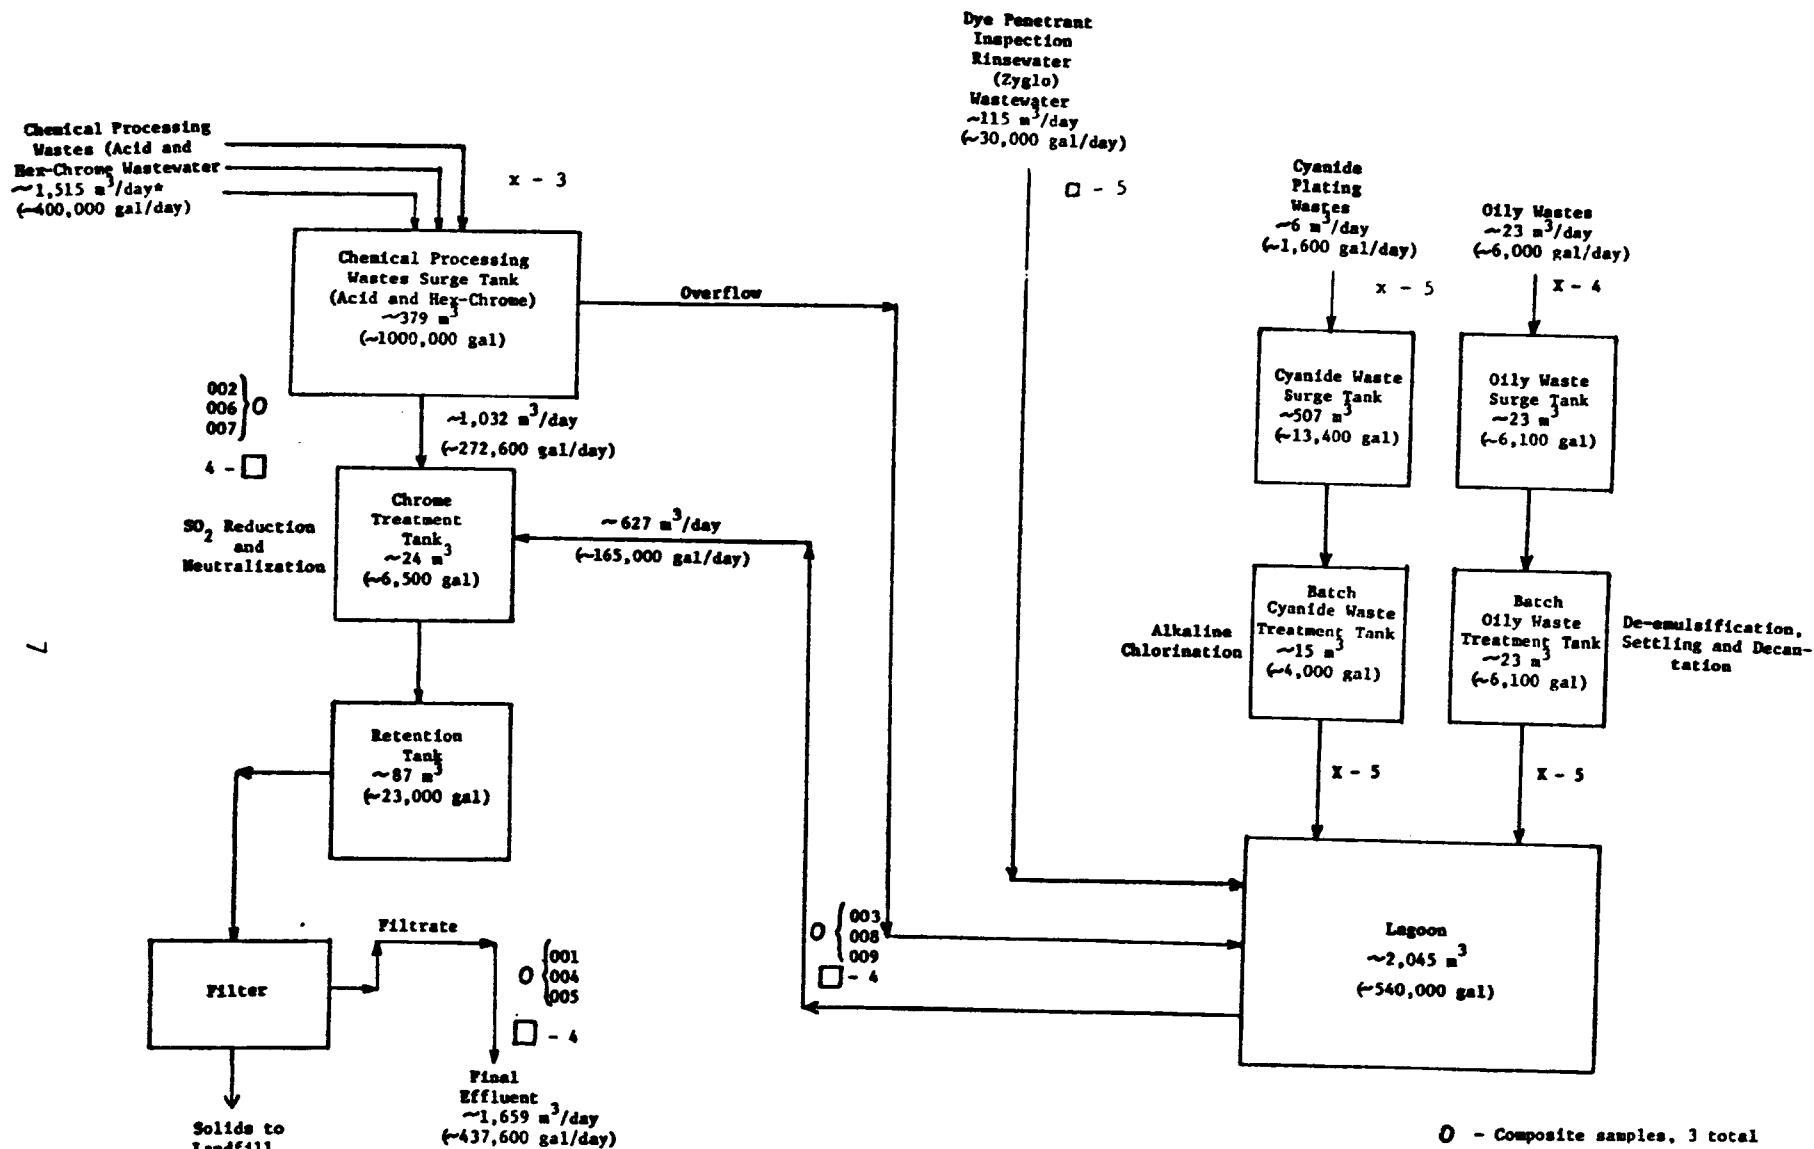 Dye Penetrant
Inspection
Rinsewater
(Zyglo)
Wastewater
~115 m³/day
(~30,000 gal/day)
□ - 5
Chemical Processing
Wastes (Acid and
Hex-Chrome Wastewater
~1,515 m³/day*
(~400,000 gal/day)
x - 3
Cyanide
Plating
Wastes
~6 m³/day
(~1,600 gal/day)
x - 5
Oily Wastes
~23 m³/day
(~6,000 gal/day)
X - 4
Chemical Processing
Wastes Surge Tank
(Acid and Hex-Chrome)
~379 m³
(~1000,000 gal)
Overflow
Cyanide Waste
Surge Tank
~507 m³
(~13,400 gal)
Oily Waste
Surge Tank
~23 m³
(~6,100 gal)
002
006
007
O
4 - □
~1,032 m³/day
(~272,600 gal/day)
SO₂ Reduction
and
Neutralization
Chrome
Treatment
Tank
~24 m³
(~6,500 gal)
~627 m³/day
(~165,000 gal/day)
Alkaline
Chlorination
Batch
Cyanide Waste
Treatment Tank
~15 m³
(~4,000 gal)
Batch
Oily Waste
Treatment Tank
~23 m³
(~6,100 gal)
De-emulsification,
Settling and Decan-
tation
7
Retention
Tank
~87 m³
(~23,000 gal)
X - 5
X - 5
Filter
Filtrate
O
001
004
005
□ - 4
O
003
008
009
□ - 4
Lagoon
~2,045 m³
(~540,000 gal)
Final
Effluent
~1,659 m³/day
(~437,600 gal/day)
Solids to
Landfill
O - Composite samples, 3 total